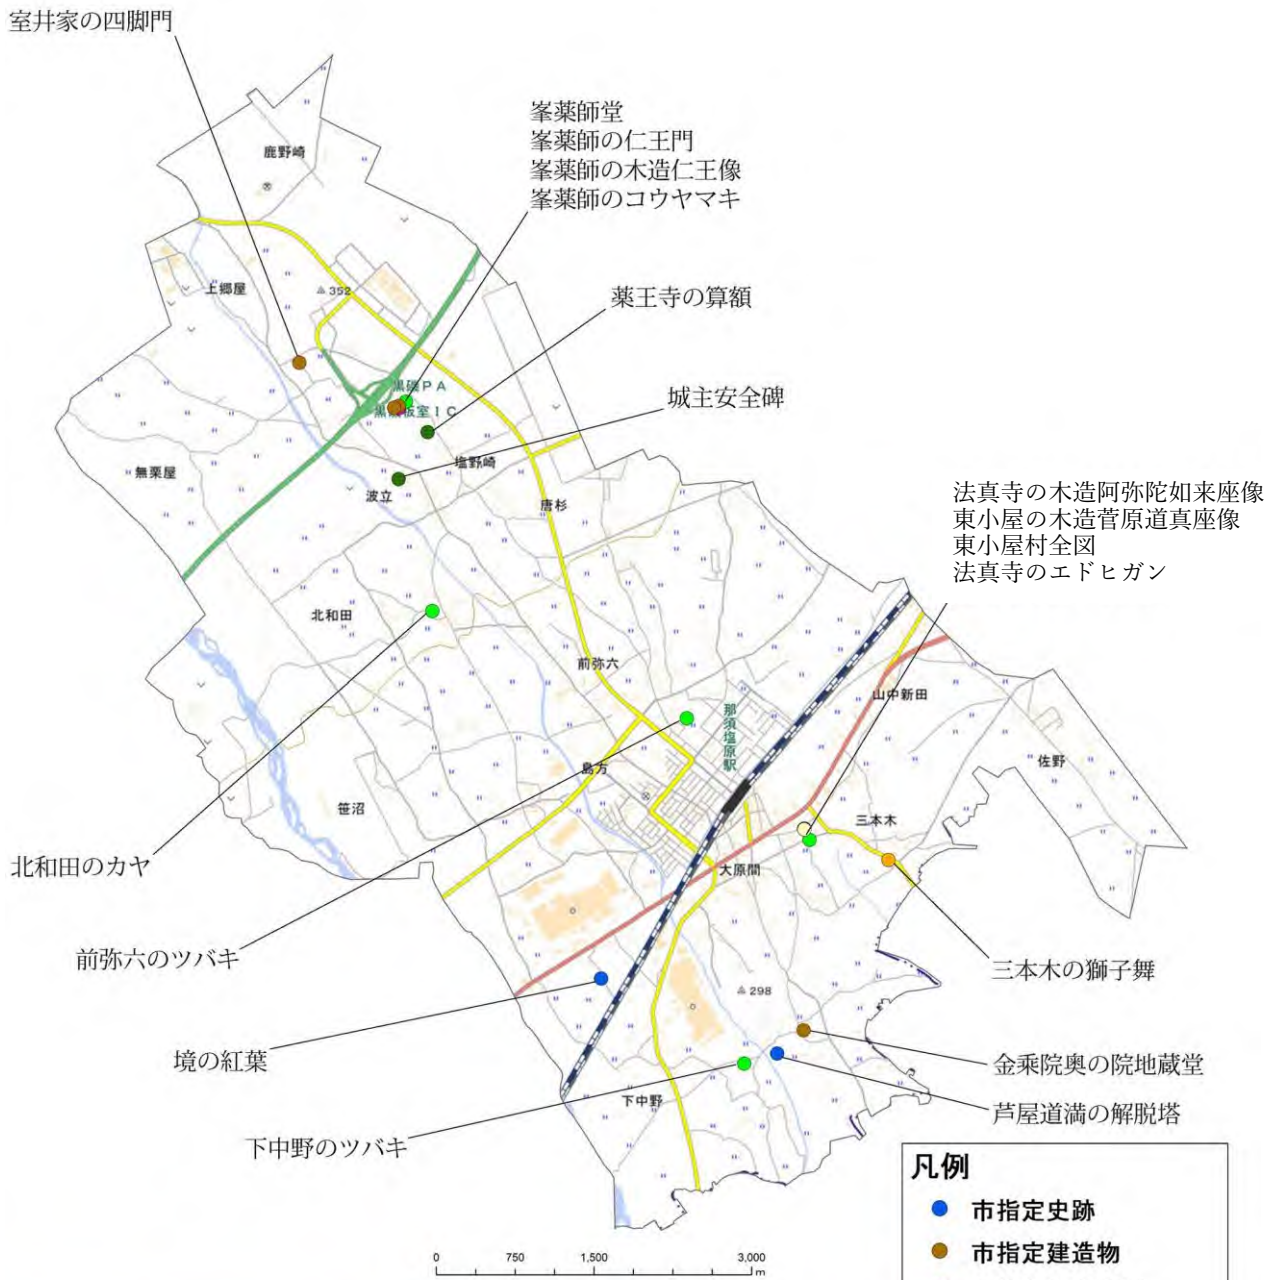 室井家の四脚門
峯薬師堂
峯薬師の仁王門
峯薬師の木造仁王像
峯薬師のコウヤマキ
鹿野崎
上郷屋
352
薬王寺の算額
黒磯PA
城主安全碑
無栗屋
塩野崎
波立
唐杉
法真寺の木造阿弥陀如来座像
東小屋の木造菅原道真座像
東小屋村全図
法真寺のエドヒガン
北和田
前弥六
山中新田
那須塩原駅
佐野
島方
笹沼
三本木
北和田のカヤ
大原間
前弥六のツバキ
三本木の獅子舞
298
境の紅葉
金乗院奥の院地蔵堂
下中野
芦屋道満の解脱塔
下中野のツバキ
凡例
市指定史跡
市指定建造物
0 750 1,500 3,000
m